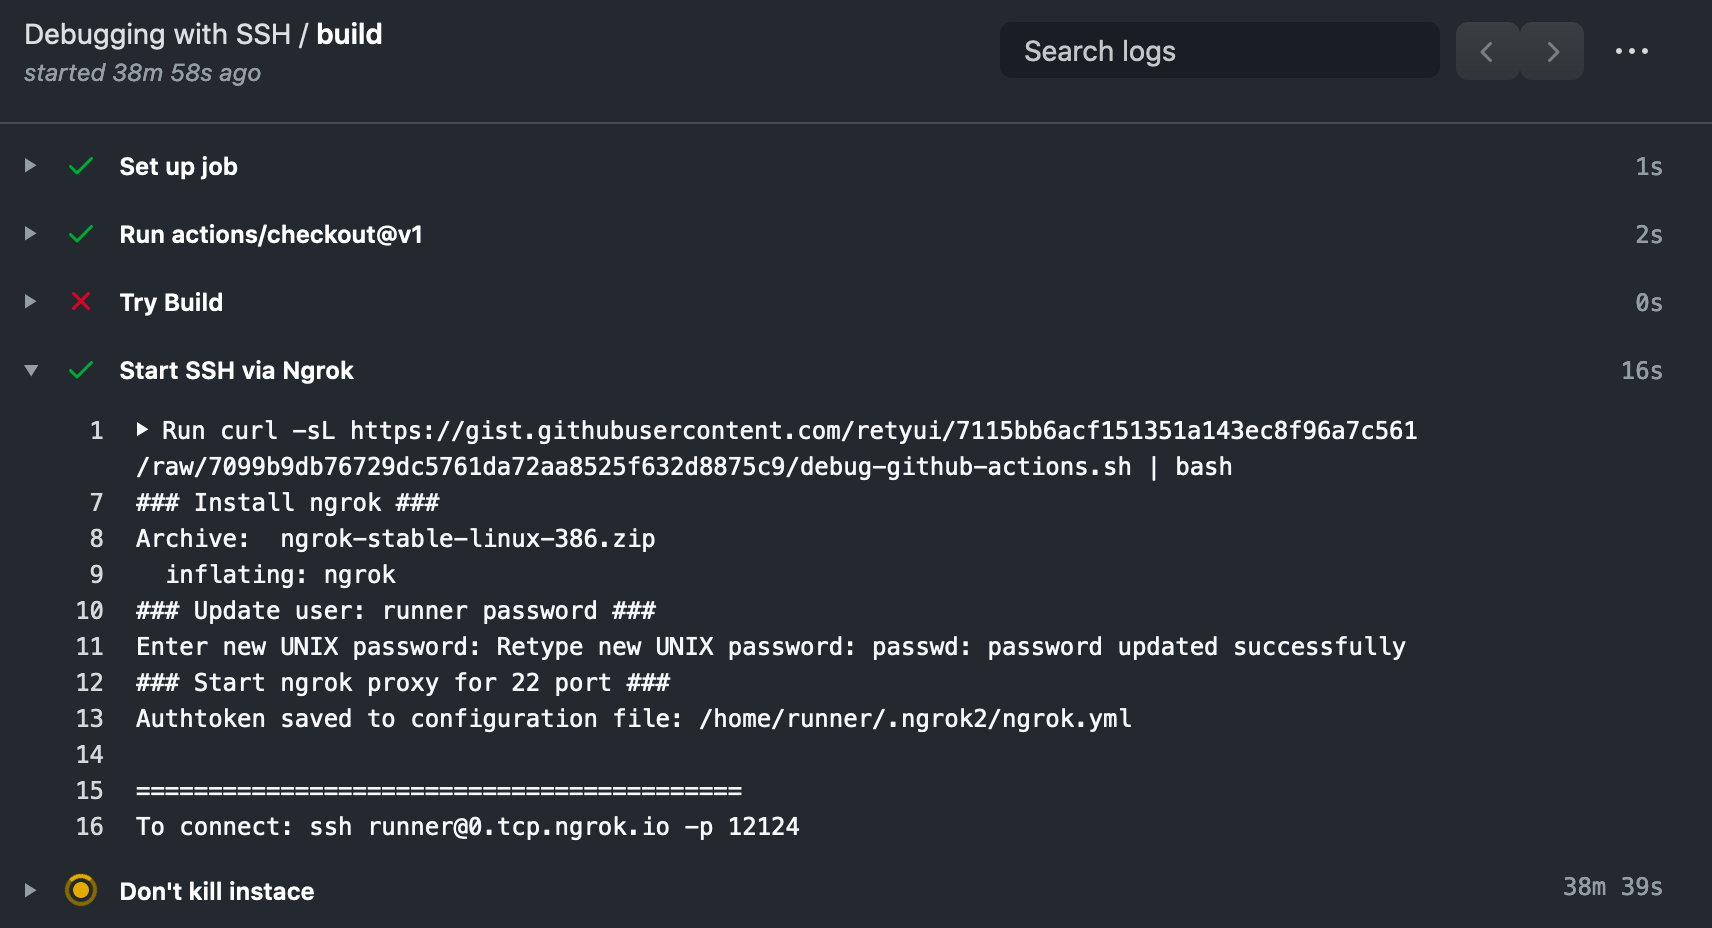 Debugging with SSH / build
started 38m 58s ago
Search logs
Set up job 1s
Run actions/checkout@v1 2s
Try Build 0s
Start SSH via Ngrok 16s
1 Run curl -sL https://gist.githubusercontent.com/retyui/7115bb6acf151351a143ec8f96a7c561
/raw/7099b9db76729dc5761da72aa8525f632d8875c9/debug-github-actions.sh | bash
7 ### Install ngrok ###
8 Archive:  ngrok-stable-linux-386.zip
9   inflating: ngrok
10 ### Update user: runner password ###
11 Enter new UNIX password: Retype new UNIX password: passwd: password updated successfully
12 ### Start ngrok proxy for 22 port ###
13 Authtoken saved to configuration file: /home/runner/.ngrok2/ngrok.yml
14
15 ==========================================
16 To connect: ssh runner@0.tcp.ngrok.io -p 12124
Don't kill instace 38m 39s